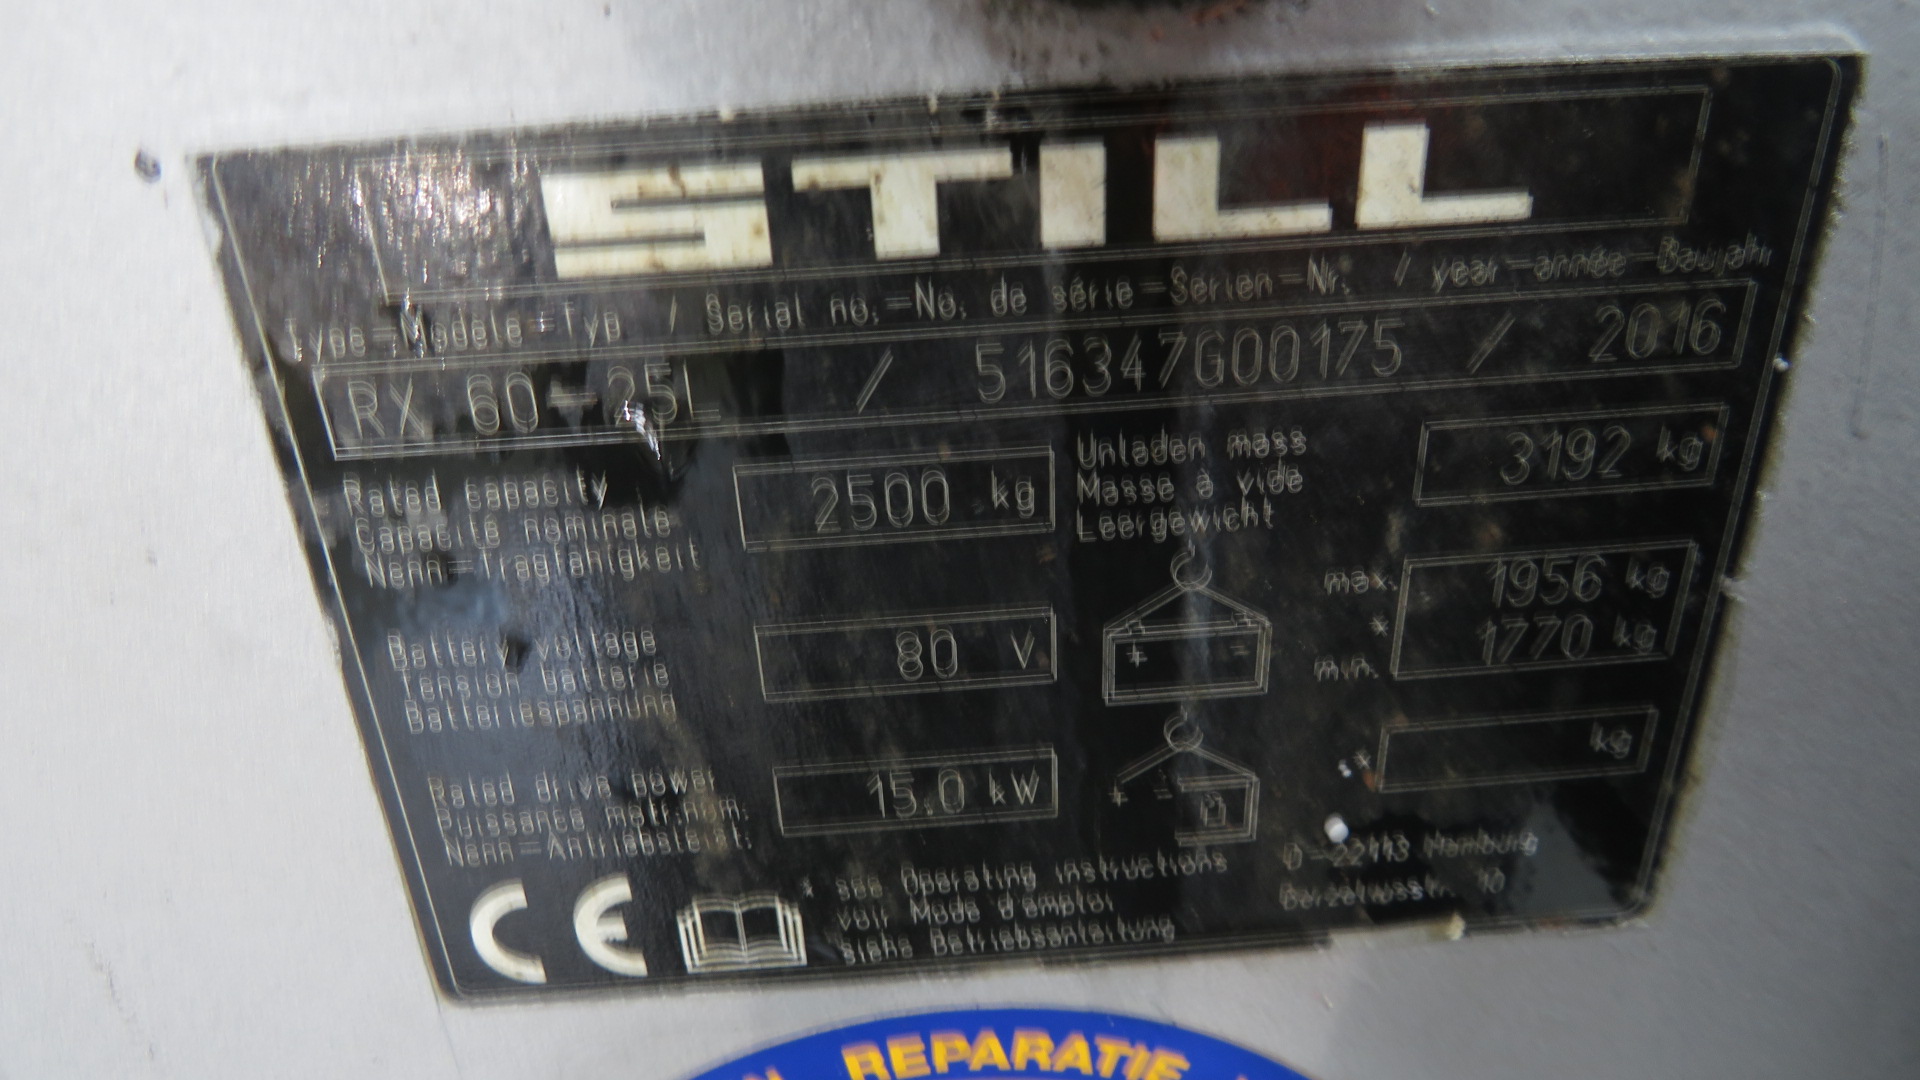 STILL
Type-Modèle-Typ / Serial no.-No. de série-Serien-Nr. / year-année-Baujahr
RX 60-25L / 516347G00175 / 2016
Rated capacity
Capacité nominale
Nenn-Tragfähigkeit
2500 kg
Unladen mass
Masse à vide
Leergewicht
3192 kg
Battery voltage
Tension batterie
Batteriespannung
80 V
+ -
max. 1956 kg
* 1770 kg
min.
Rated drive power
Puissance motr.nom.
Nenn-Antriebsleist.
15.0 kW
+ -
* kg
CE
* see Operating instructions
voir Mode d'emploi
siehe Betriebsanleitung
D-22113 Hamburg
Berzeliusstr. 10
REPARATIE